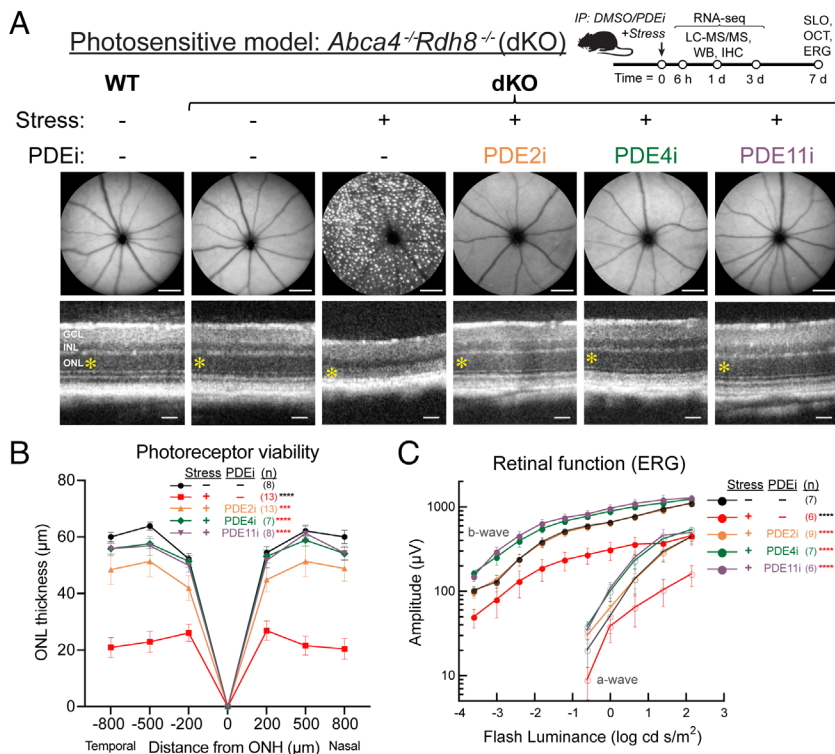 A
Photosensitive model: Abca4-/-Rdh8-/- (dKO)
IP: DMSO/PDEi
+Stress
RNA-seq
LC-MS/MS,
WB, IHC
SLO,
OCT,
ERG
Time = 0 6 h 1 d 3 d 7 d
WT dKO
Stress: - - + + + +
PDEi: - - - PDE2i PDE4i PDE11i
GCL
INL
ONL *
* * * * *
B
Photoreceptor viability
Stress PDEi (n)
- - (8)
+ - (13) ****
+ PDE2i (13) ***
+ PDE4i (7) ****
+ PDE11i (8) ****
ONL thickness (µm)
80
60
40
20
0
-800 -500 -200 0 200 500 800
Temporal Distance from ONH (µm) Nasal
C
Retinal function (ERG)
Stress PDEi (n)
- - (7)
+ - (6) ****
+ PDE2i (9) ****
+ PDE4i (7) ****
+ PDE11i (6) ****
b-wave
a-wave
Amplitude (µV)
1000
100
10
-4 -3 -2 -1 0 1 2 3
Flash Luminance (log cd s/m²)